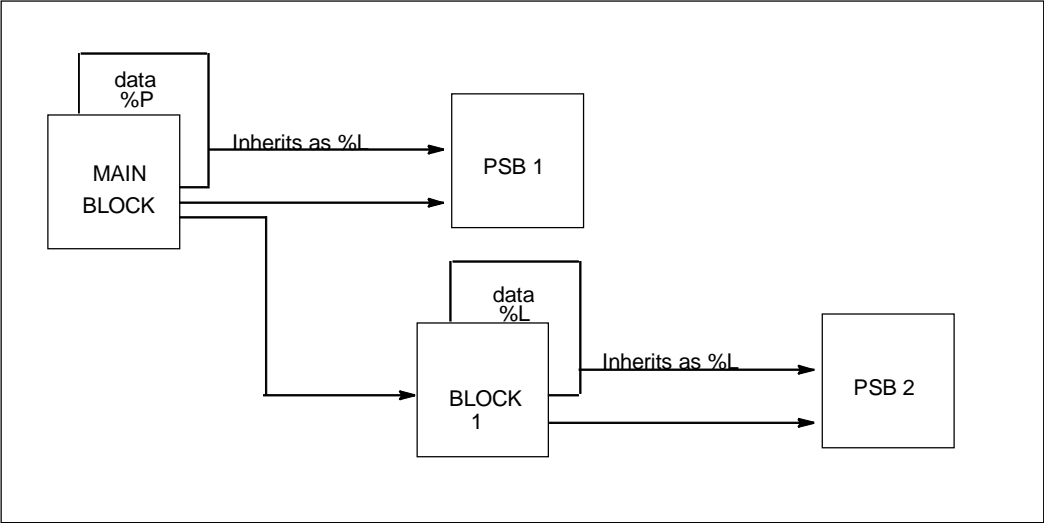 data
%P
MAIN
BLOCK
Inherits as %L
PSB 1
data
%L
BLOCK
1
Inherits as %L
PSB 2